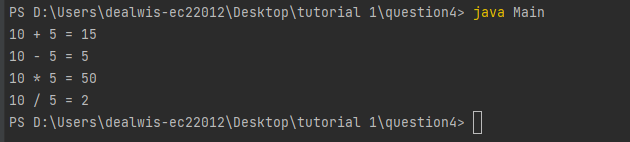 PS D:\Users\dealwis-ec22012\Desktop\tutorial 1\question4> java Main
10 + 5 = 15
10 - 5 = 5
10 * 5 = 50
10 / 5 = 2
PS D:\Users\dealwis-ec22012\Desktop\tutorial 1\question4>